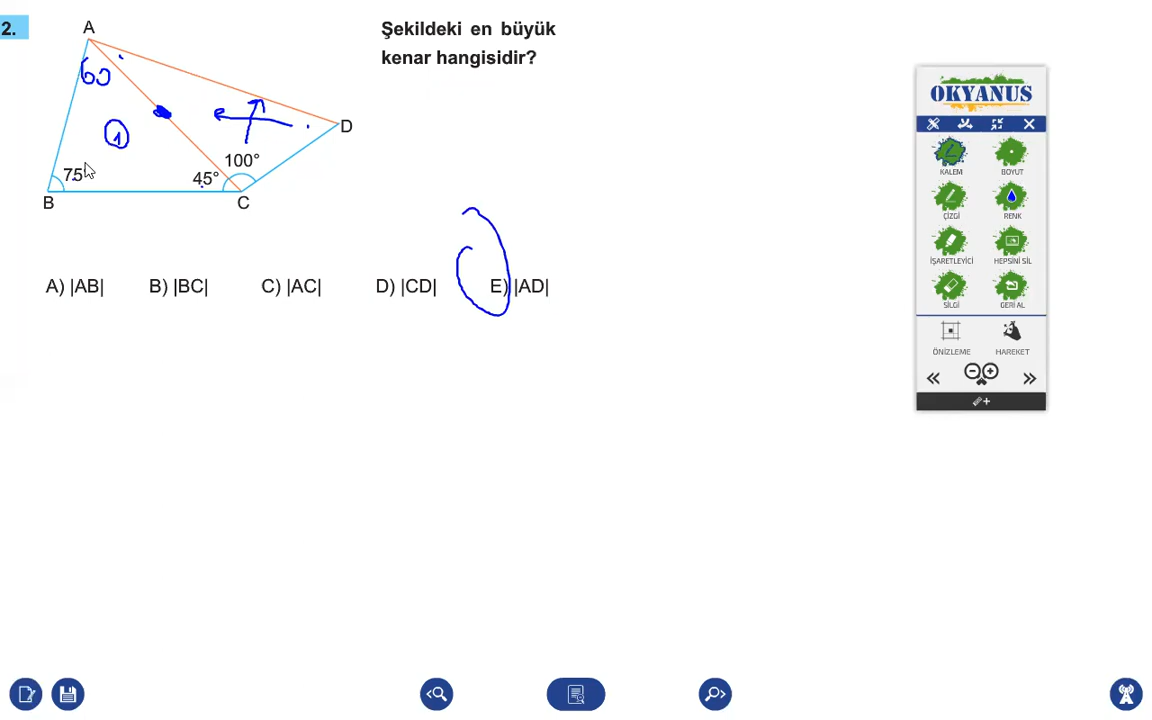 2.
Şekildeki en büyük
kenar hangisidir?
A
60
1
D
100°
75
45°
B
C
A) |AB| B) |BC| C) |AC| D) |CD| E) |AD|
OKYANUS
KALEM BOYUT
ÇİZGİ RENK
İŞARETLEYİCİ HEPSİNİ SİL
SİLGİ GERİ AL
ÖNİZLEME HAREKET